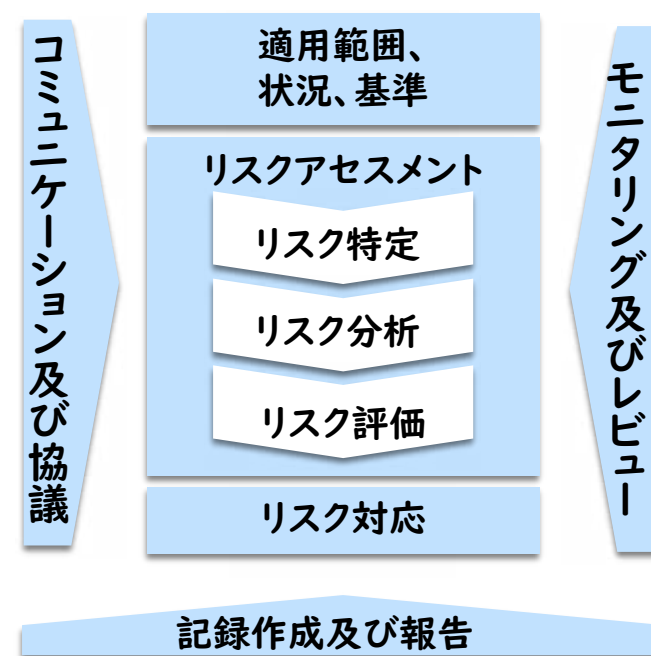 コミュニケーション及び協議
適用範囲、
状況、基準
リスクアセスメント
リスク特定
リスク分析
リスク評価
リスク対応
モニタリング及びレビュー
記録作成及び報告